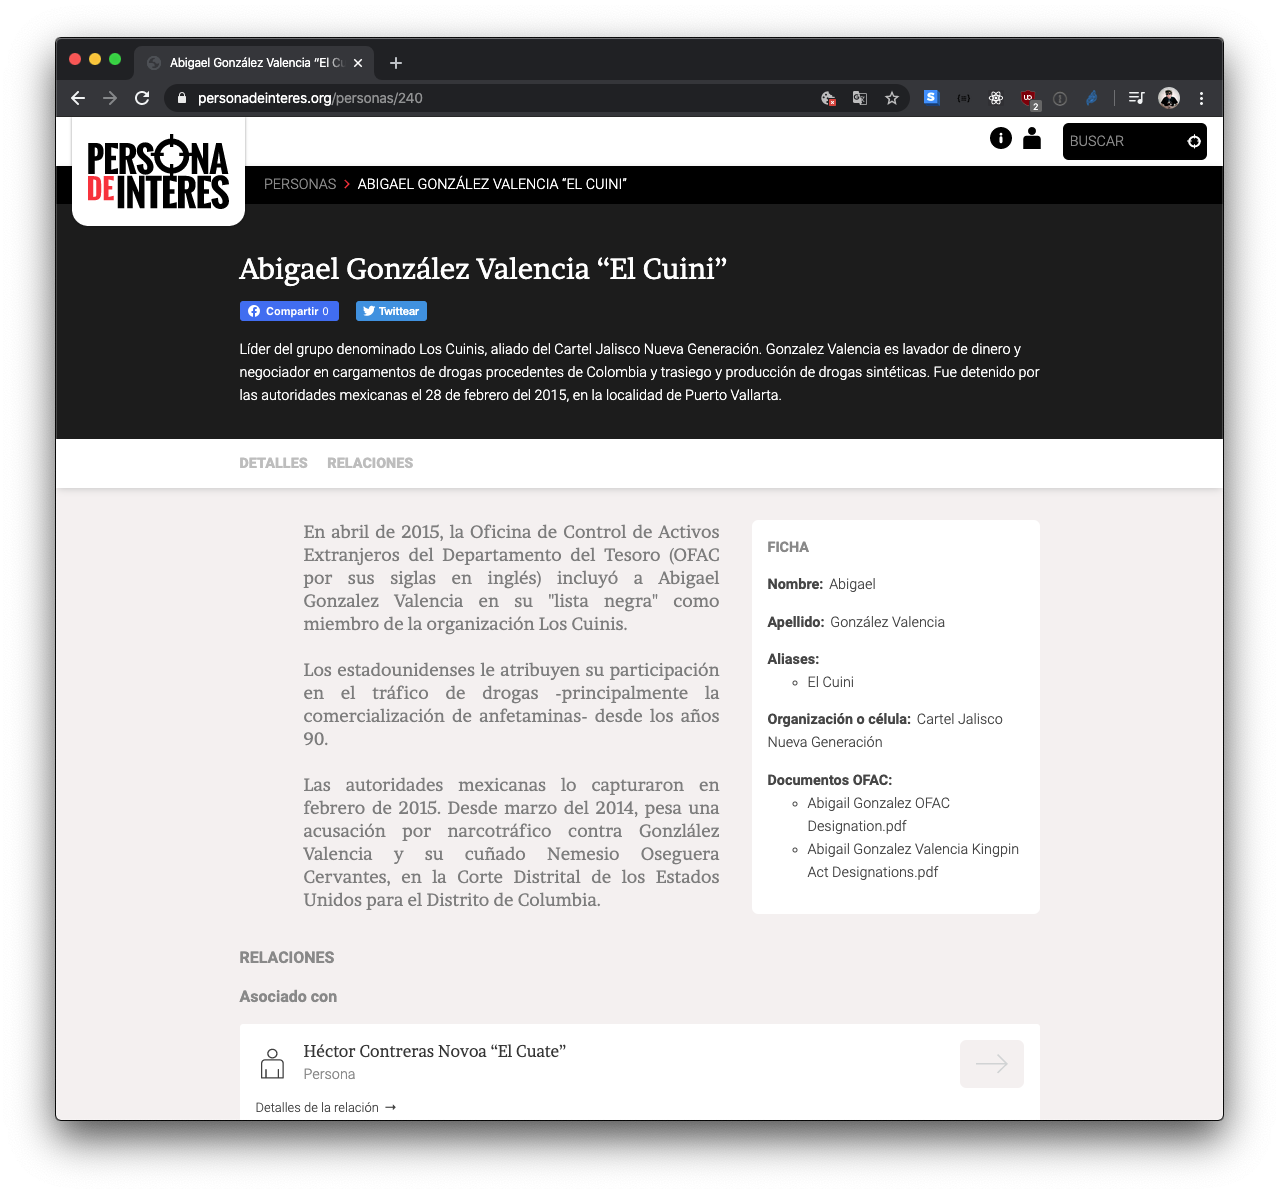 Abigael González Valencia “El Cu
personadeinteres.org/personas/240
2
PERSONA
DE INTERES
BUSCAR
PERSONAS > ABIGAEL GONZÁLEZ VALENCIA “EL CUINI”
Abigael González Valencia “El Cuini”
Compartir 0
Twittear
Líder del grupo denominado Los Cuinis, aliado del Cartel Jalisco Nueva Generación. Gonzalez Valencia es lavador de dinero y
negociador en cargamentos de drogas procedentes de Colombia y trasiego y producción de drogas sintéticas. Fue detenido por
las autoridades mexicanas el 28 de febrero del 2015, en la localidad de Puerto Vallarta.
DETALLES RELACIONES
En abril de 2015, la Oficina de Control de Activos
Extranjeros del Departamento del Tesoro (OFAC
por sus siglas en inglés) incluyó a Abigael
Gonzalez Valencia en su "lista negra" como
miembro de la organización Los Cuinis.
Los estadounidenses le atribuyen su participación
en el tráfico de drogas -principalmente la
comercialización de anfetaminas- desde los años
90.
Las autoridades mexicanas lo capturaron en
febrero de 2015. Desde marzo del 2014, pesa una
acusación por narcotráfico contra Gonzlález
Valencia y su cuñado Nemesio Oseguera
Cervantes, en la Corte Distrital de los Estados
Unidos para el Distrito de Columbia.
FICHA
Nombre: Abigael
Apellido: González Valencia
Aliases:
El Cuini
Organización o célula: Cartel Jalisco
Nueva Generación
Documentos OFAC:
Abigail Gonzalez OFAC
Designation.pdf
Abigail Gonzalez Valencia Kingpin
Act Designations.pdf
RELACIONES
Asociado con
Héctor Contreras Novoa “El Cuate”
Persona
Detalles de la relación →